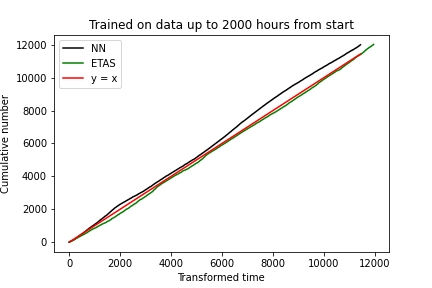 Trained on data up to 2000 hours from start
NN
ETAS
y = x
Cumulative number
12000
10000
8000
6000
4000
2000
0
0 2000 4000 6000 8000 10000 12000
Transformed time